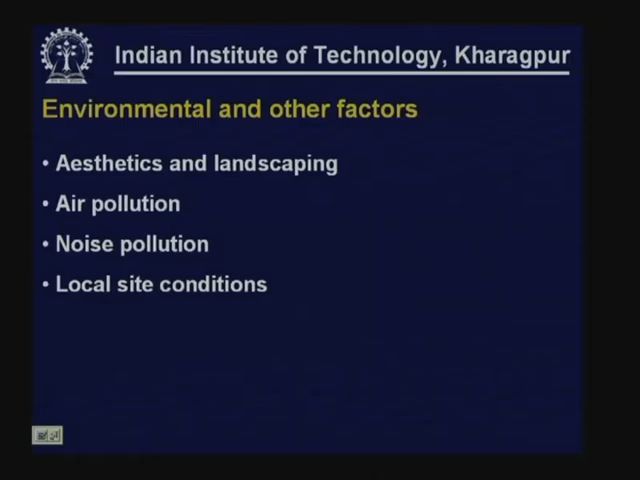 Indian Institute of Technology, Kharagpur
Environmental and other factors
• Aesthetics and landscaping
• Air pollution
• Noise pollution
• Local site conditions